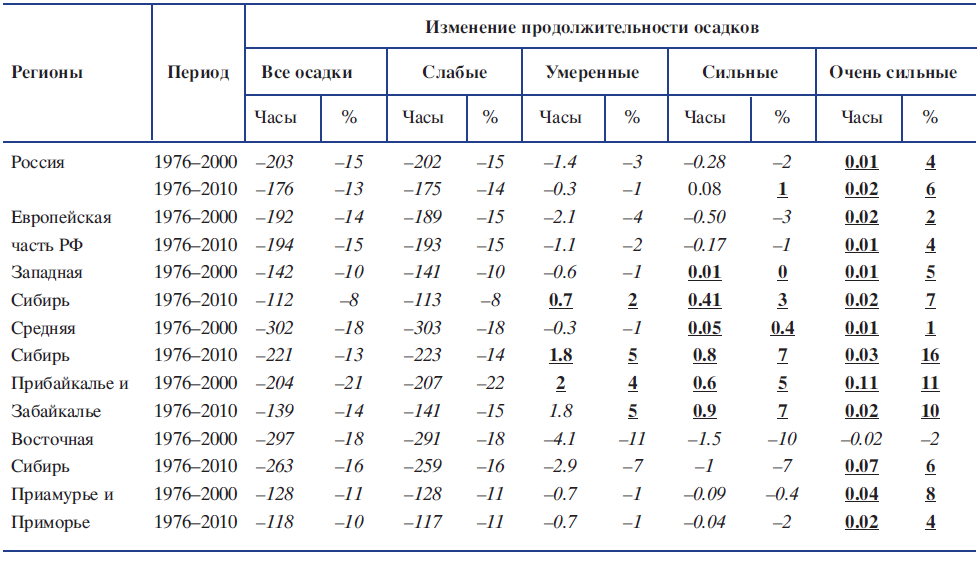 Изменение продолжительности осадков
Регионы Период Все осадки Слабые Умеренные Сильные Очень сильные
Часы % Часы % Часы % Часы % Часы %
Россия 1976–2000 –203 –15 –202 –15 –1.4 –3 –0.28 –2 0.01 4
1976–2010 –176 –13 –175 –14 –0.3 –1 0.08 1 0.02 6
Европейская 1976–2000 –192 –14 –189 –15 –2.1 –4 –0.50 –3 0.02 2
часть РФ 1976–2010 –194 –15 –193 –15 –1.1 –2 –0.17 –1 0.01 4
Западная 1976–2000 –142 –10 –141 –10 –0.6 –1 0.01 0 0.01 5
Сибирь 1976–2010 –112 –8 –113 –8 0.7 2 0.41 3 0.02 7
Средняя 1976–2000 –302 –18 –303 –18 –0.3 –1 0.05 0.4 0.01 1
Сибирь 1976–2010 –221 –13 –223 –14 1.8 5 0.8 7 0.03 16
Прибайкалье и 1976–2000 –204 –21 –207 –22 2 4 0.6 5 0.11 11
Забайкалье 1976–2010 –139 –14 –141 –15 1.8 5 0.9 7 0.02 10
Восточная 1976–2000 –297 –18 –291 –18 –4.1 –11 –1.5 –10 –0.02 –2
Сибирь 1976–2010 –263 –16 –259 –16 –2.9 –7 –1 –7 0.07 6
Приамурье и 1976–2000 –128 –11 –128 –11 –0.7 –1 –0.09 –0.4 0.04 8
Приморье 1976–2010 –118 –10 –117 –11 –0.7 –1 –0.04 –2 0.02 4